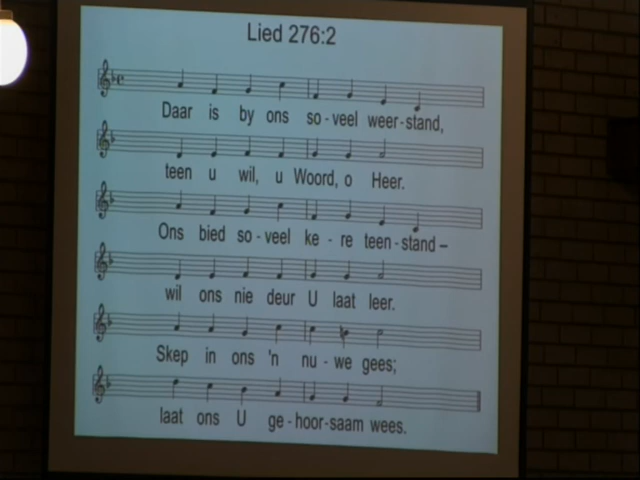 Lied 276:2
Daar is by ons so-veel weer-stand,
teen u wil, u Woord, o Heer.
Ons bied so-veel ke-re teen-stand –
wil ons nie deur U laat leer.
Skep in ons 'n nu-we gees;
laat ons U ge-hoor-saam wees.